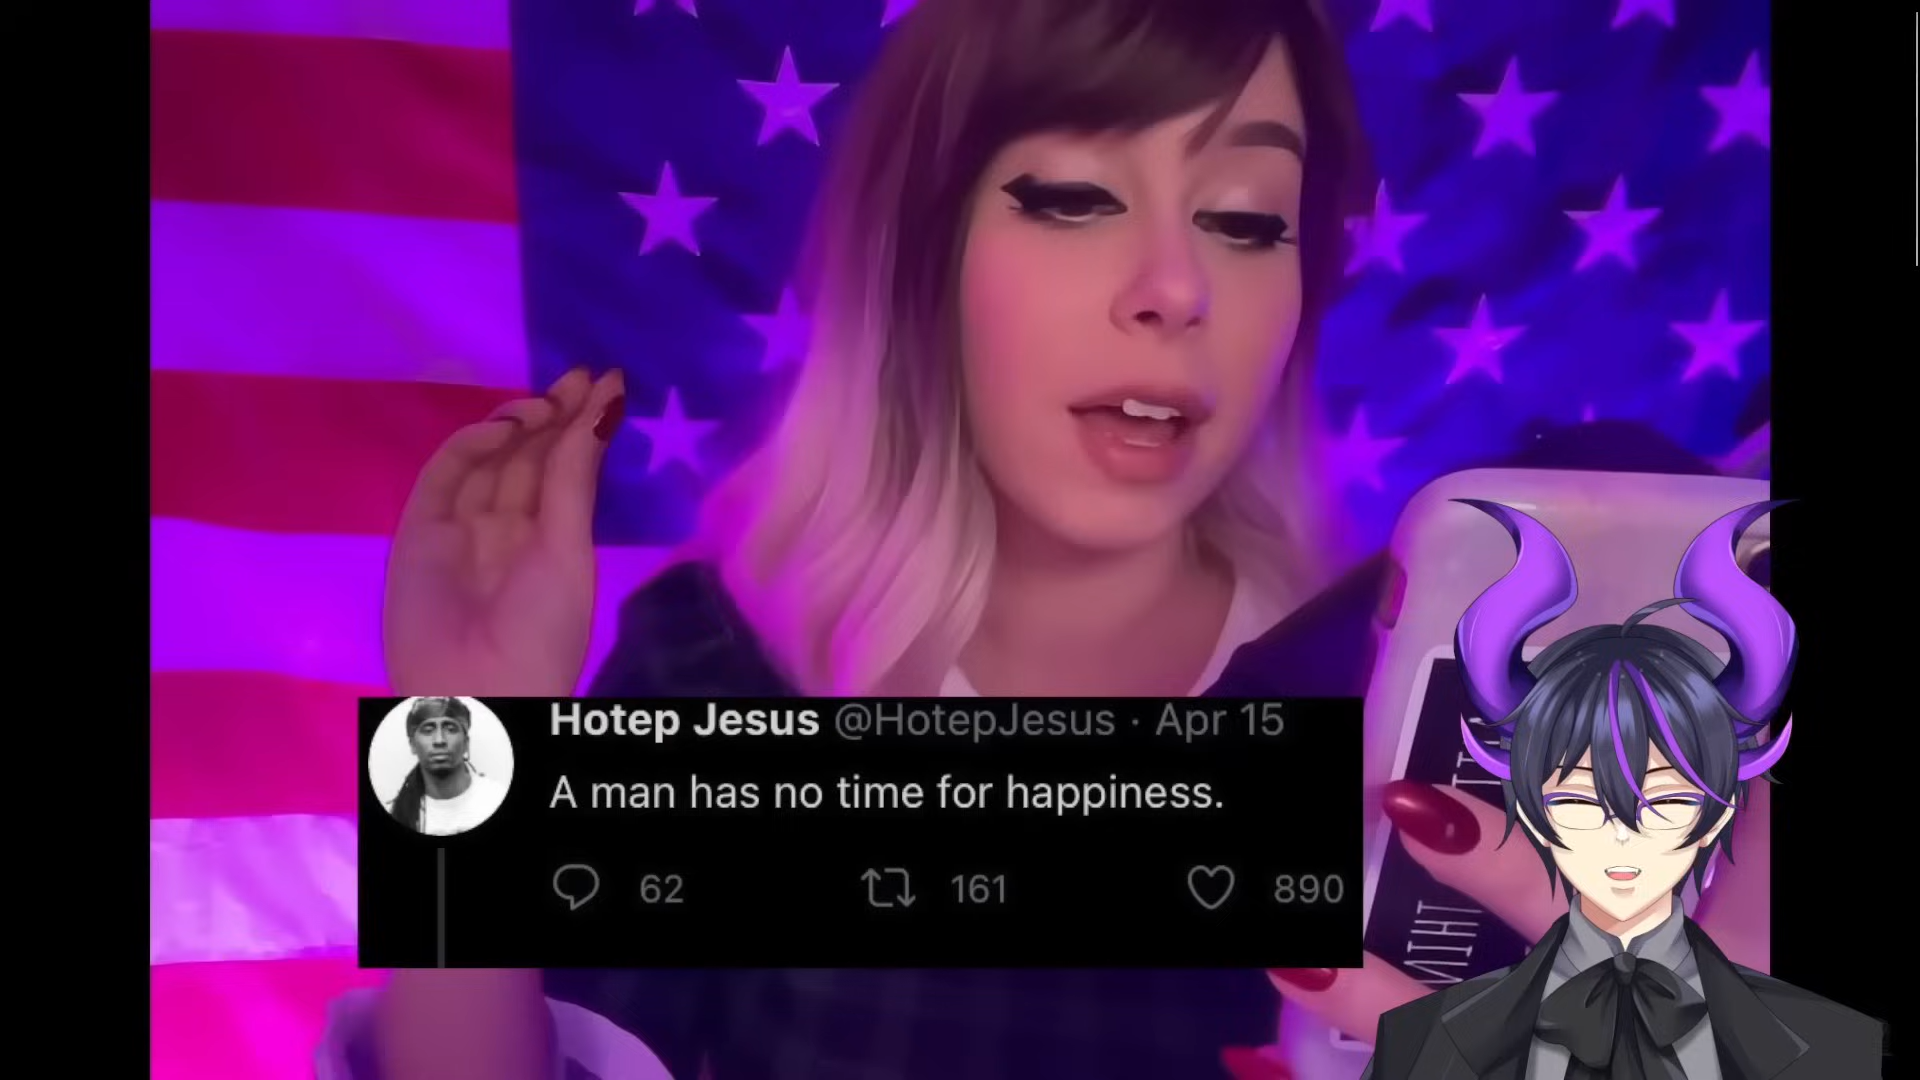 Hotep Jesus @HotepJesus · Apr 15
A man has no time for happiness.
62 161 890